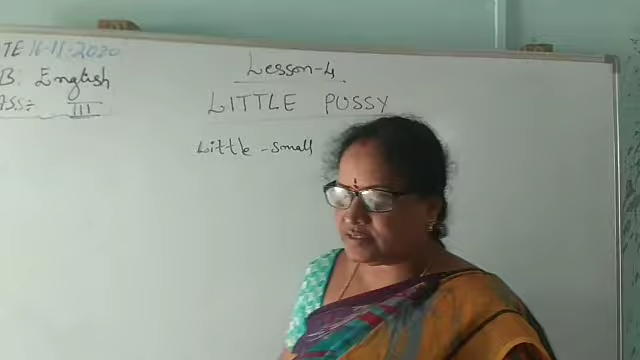 TE 16-11-2020
B. English
ASS:- III
Lesson-4
LITTLE PUSSY
Little - small